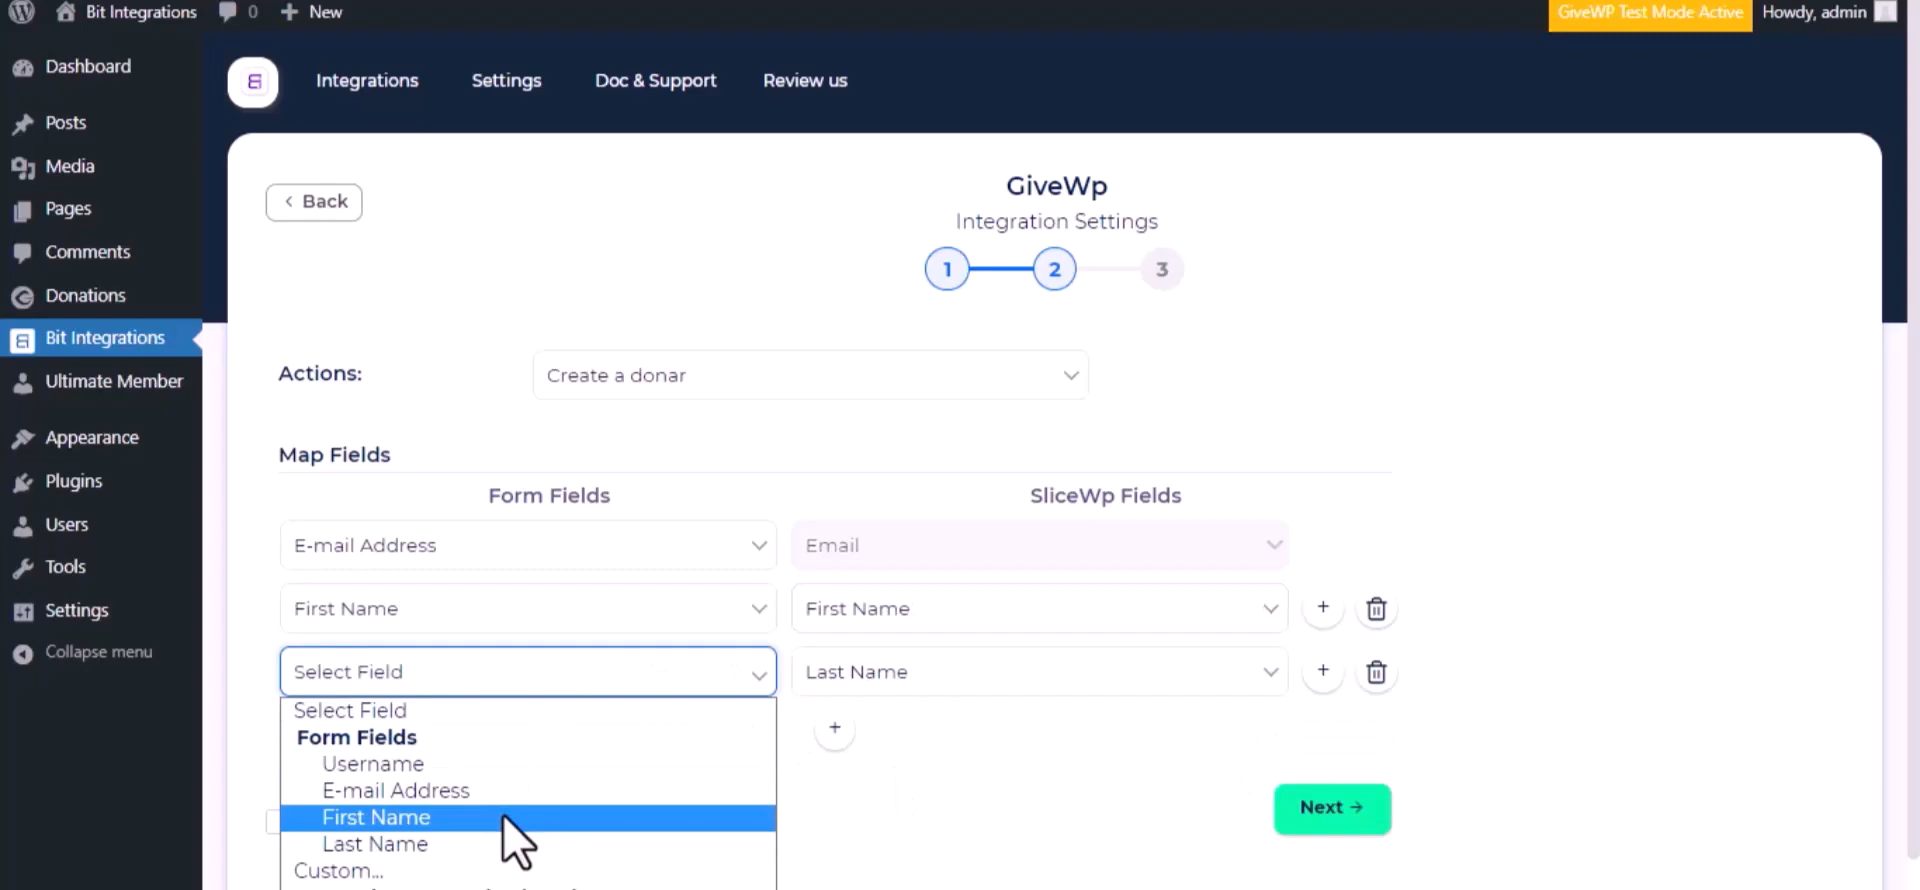 Bit Integrations 0 New GiveWP Test Mode Active Howdy, admin
Dashboard
Posts
Media
Pages
Comments
Donations
Bit Integrations
Ultimate Member
Appearance
Plugins
Users
Tools
Settings
Collapse menu
Integrations Settings Doc & Support Review us
< Back
GiveWp
Integration Settings
1 2 3
Actions: Create a donar
Map Fields
Form Fields SliceWp Fields
E-mail Address Email
First Name First Name +
Select Field Last Name +
+
Select Field
Form Fields
Username
E-mail Address
First Name
Last Name
Custom...
Next →